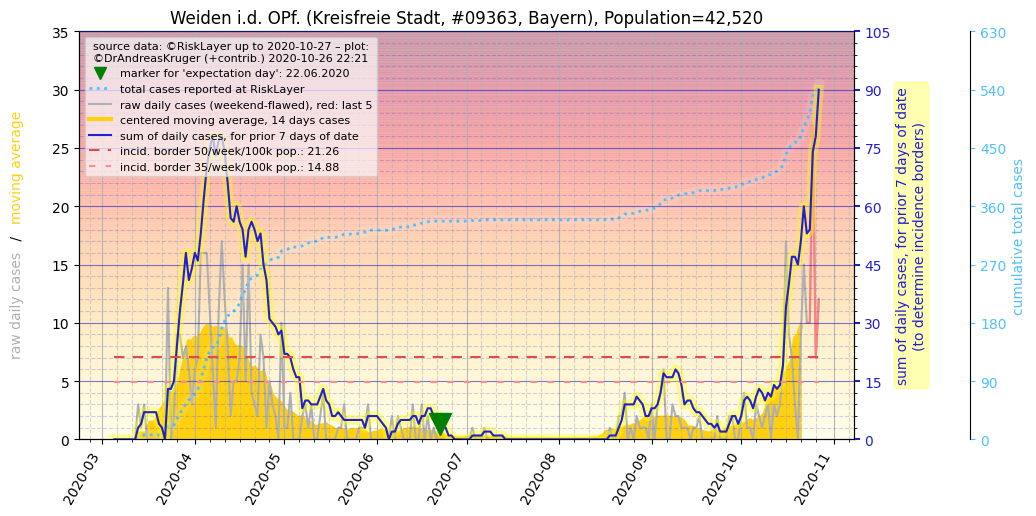 Weiden i.d. OPf. (Kreisfreie Stadt, #09363, Bayern), Population=42,520
source data: ©RiskLayer up to 2020-10-27 – plot:
©DrAndreasKruger (+contrib.) 2020-10-26 22:21
marker for 'expectation day': 22.06.2020
total cases reported at RiskLayer
raw daily cases (weekend-flawed), red: last 5
centered moving average, 14 days cases
sum of daily cases, for prior 7 days of date
incid. border 50/week/100k pop.: 21.26
incid. border 35/week/100k pop.: 14.88
raw daily cases / moving average
35
30
25
20
15
10
5
0
105
90
75
60
45
30
15
0
sum of daily cases, for prior 7 days of date
(to determine incidence borders)
630
540
450
360
270
180
90
0
cumulative total cases
2020-03
2020-04
2020-05
2020-06
2020-07
2020-08
2020-09
2020-10
2020-11